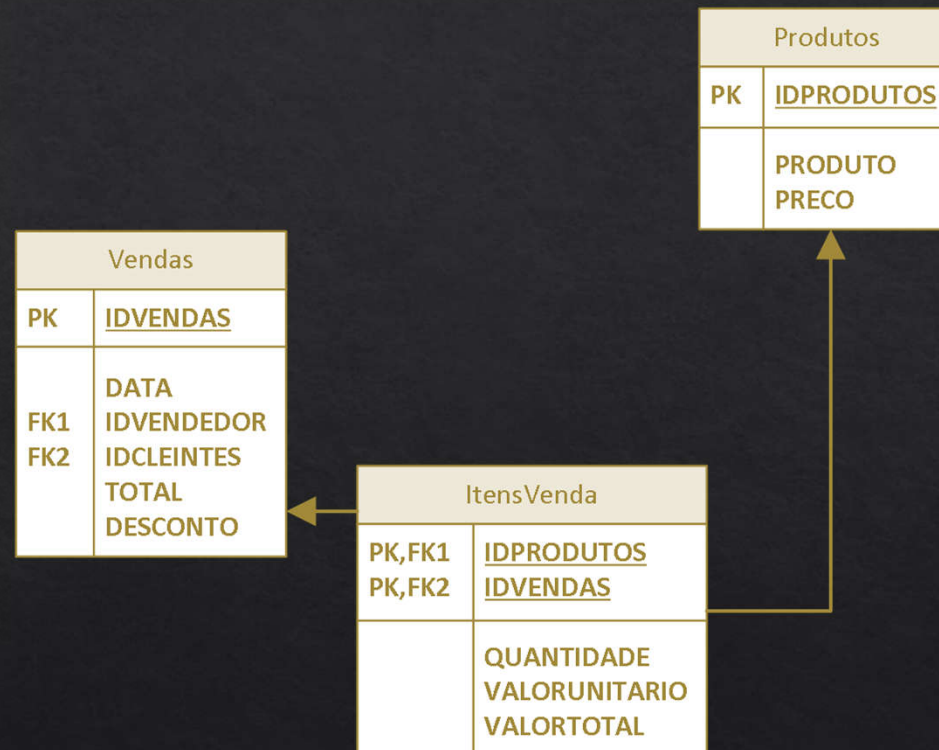 Produtos
PK IDPRODUTOS
PRODUTO
PRECO
Vendas
PK IDVENDAS
DATA
FK1 IDVENDEDOR
FK2 IDCLEINTES
TOTAL
DESCONTO
ItensVenda
PK,FK1 IDPRODUTOS
PK,FK2 IDVENDAS
QUANTIDADE
VALORUNITARIO
VALORTOTAL